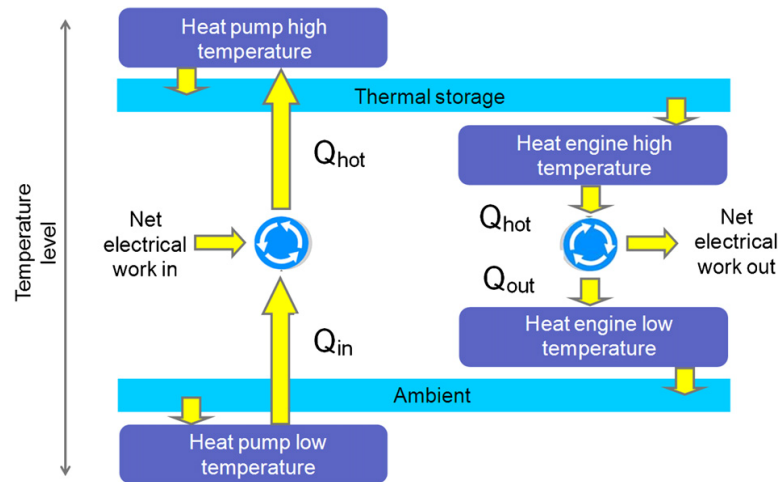 Heat pump high
temperature
Thermal storage
Heat engine high
temperature
Qhot
Net
electrical
work in
Qhot
Net
electrical
work out
Qout
Temperature
level
Qin
Heat engine low
temperature
Ambient
Heat pump low
temperature